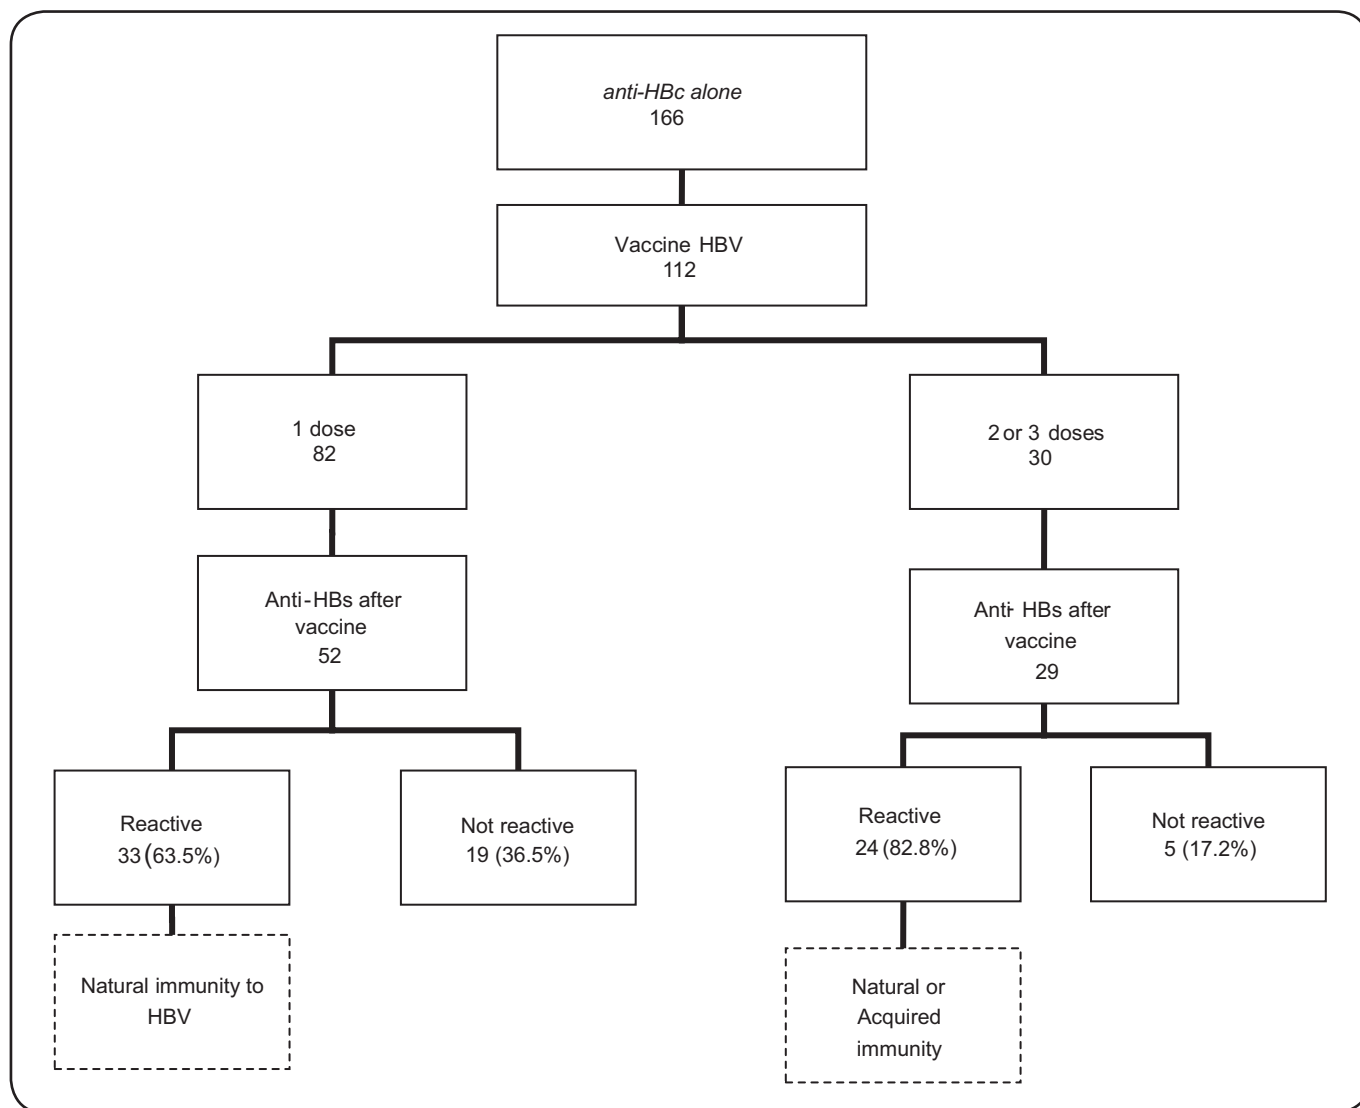 anti-HBc alone
166
Vaccine HBV
112
1 dose
82
2 or 3 doses
30
Anti-HBs after
vaccine
52
Anti- HBs after
vaccine
29
Reactive
33 (63.5%)
Not reactive
19 (36.5%)
Reactive
24 (82.8%)
Not reactive
5 (17.2%)
Natural immunity to
HBV
Natural or
Acquired
immunity